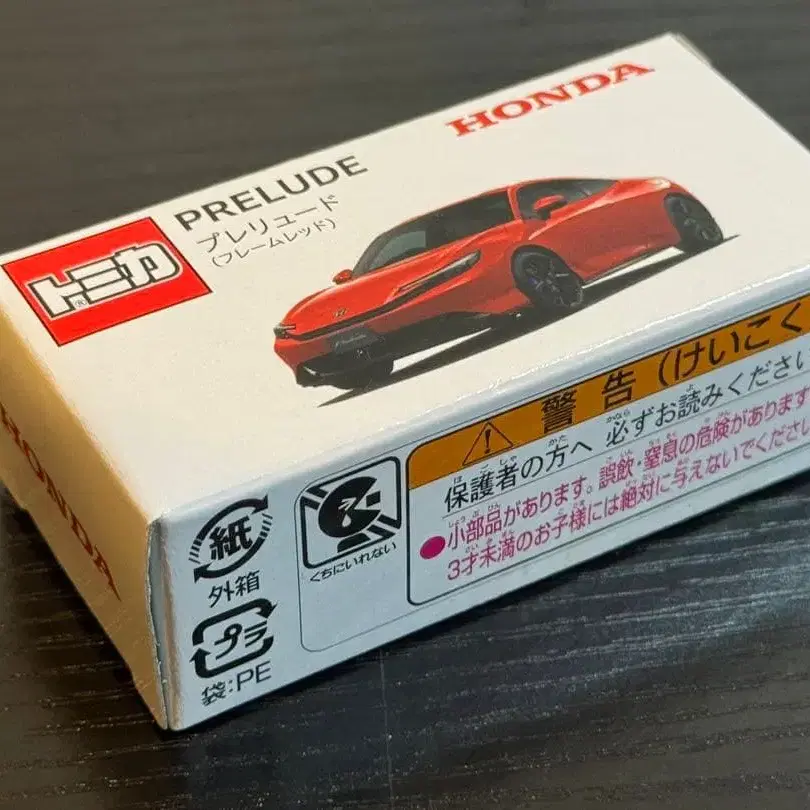 HONDA
PRELUDE
プレリュード
(フレームレッド)
トミカ
®
HONDA
紙
外箱
プラ
袋:PE
くちにいれない
警告(けいこく
保護者の方へ 必ずお読みください
●小部品があります。誤飲・窒息の危険があります
3才未満のお子様には絶対に与えないでください